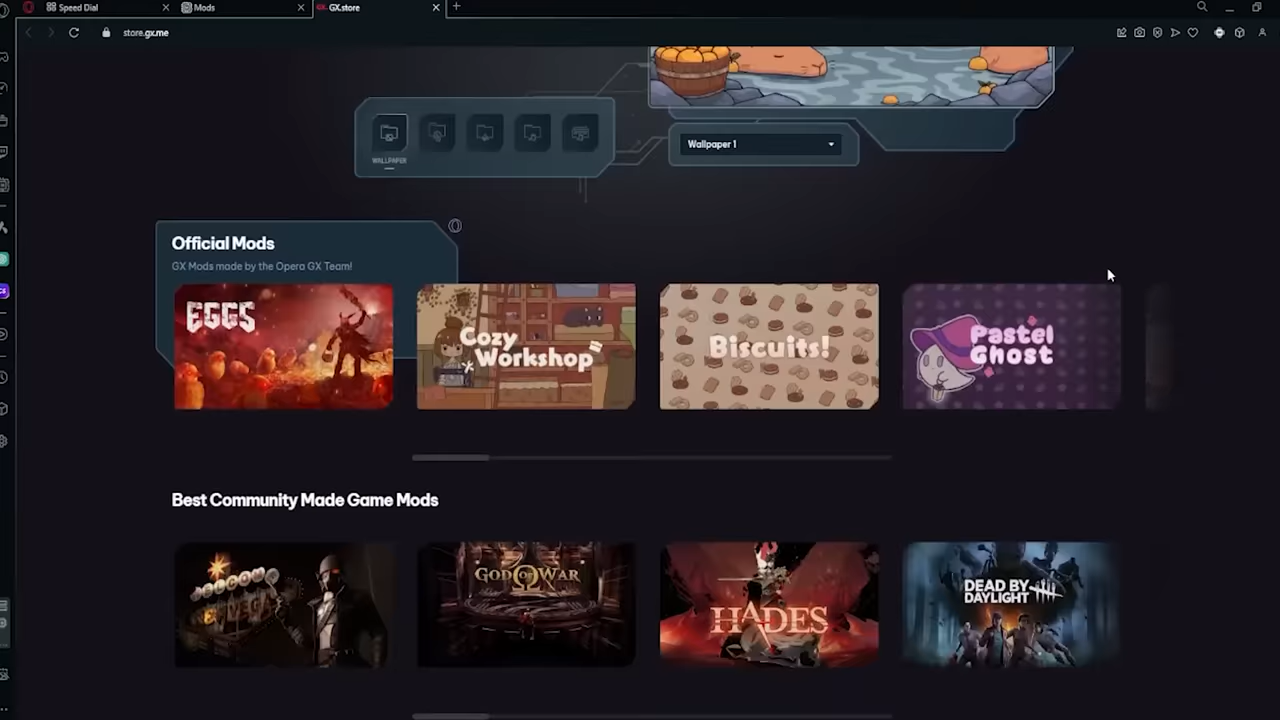 Speed Dial
Mods
GX.store
store.gx.me
WALLPAPER
Wallpaper 1
Official Mods
GX Mods made by the Opera GX Team!
EGGS
Cozy
Workshop
Biscuits!
Pastel
Ghost
Best Community Made Game Mods
GOD OF WAR
HADES
DEAD BY
DAYLIGHT